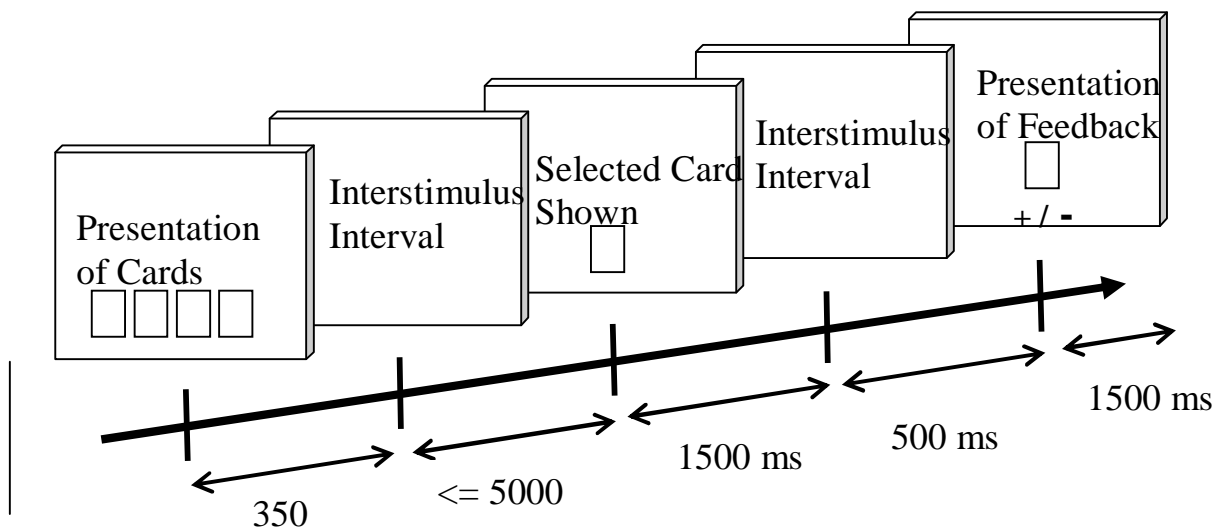 Presentation
of Cards
Interstimulus
Interval
Selected Card
Shown
Interstimulus
Interval
Presentation
of Feedback
+ / -
350
<= 5000
1500 ms
500 ms
1500 ms